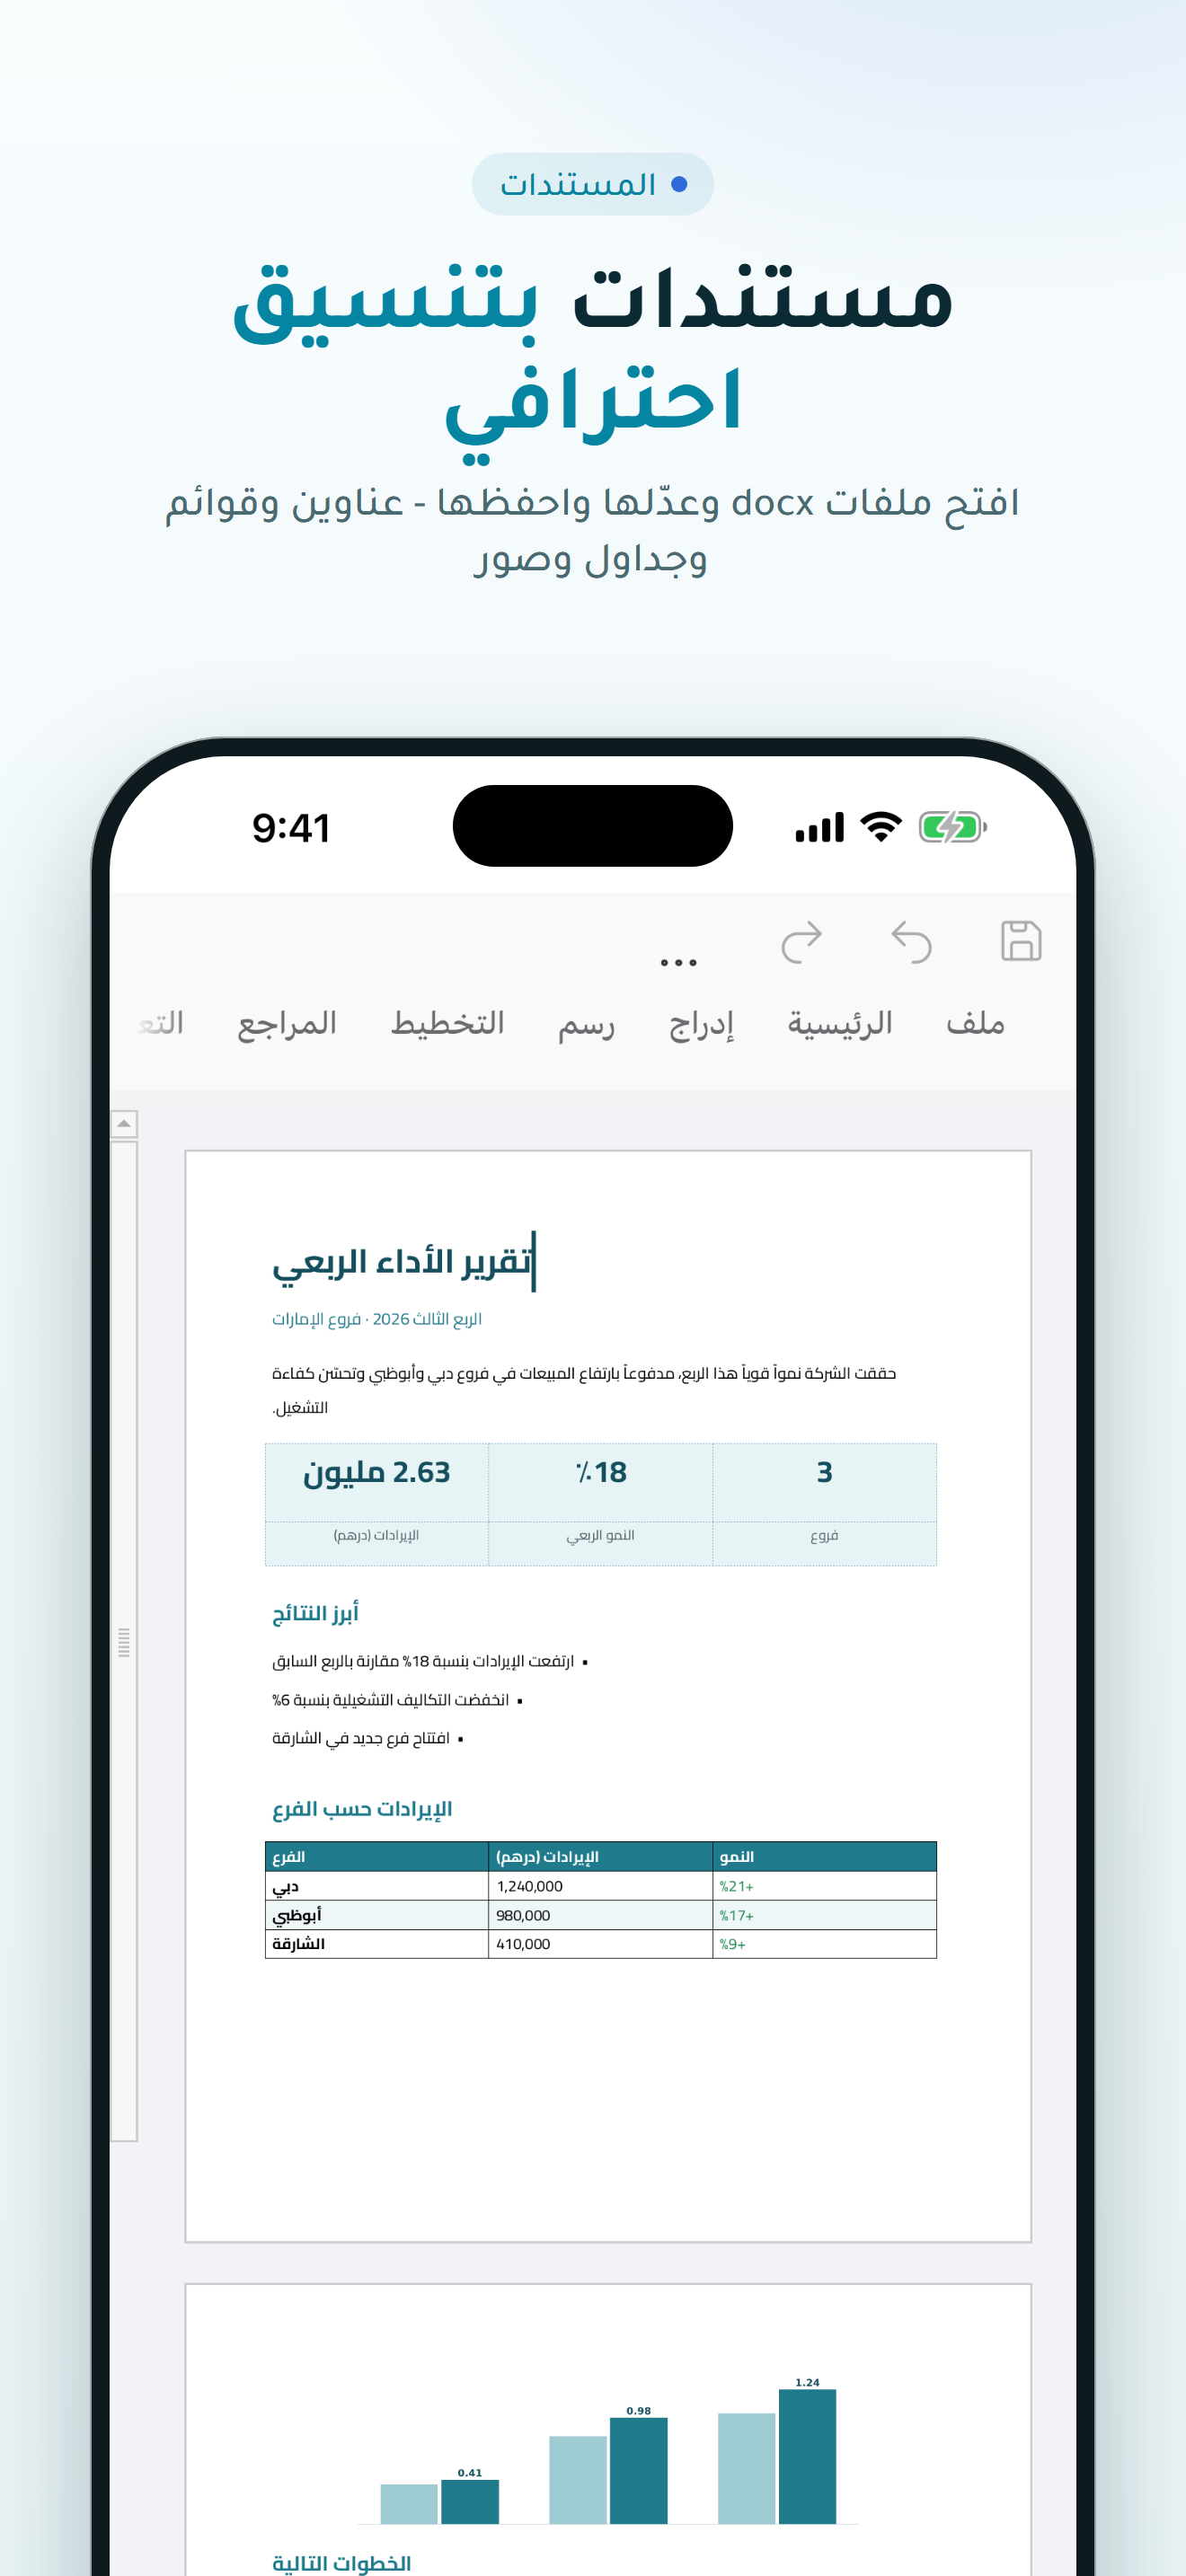 المستندات
مستندات بتنسيق
احترافي
افتح ملفات docx وعدّلها واحفظها - عناوين وقوائم
وجداول وصور
9:41
...
ملف الرئيسية إدراج رسم التخطيط المراجع التع
تقرير الأداء الربعي
الربع الثالث 2026 · فروع الإمارات
حققت الشركة نمواً قوياً هذا الربع، مدفوعاً بارتفاع المبيعات في فروع دبي وأبوظبي وتحسّن كفاءة
التشغيل.
3 18٪ 2.63 مليون
فروع النمو الربعي الإيرادات (درهم)
أبرز النتائج
▪ ارتفعت الإيرادات بنسبة 18% مقارنة بالربع السابق
▪ انخفضت التكاليف التشغيلية بنسبة 6%
▪ افتتاح فرع جديد في الشارقة
الإيرادات حسب الفرع
الفرع الإيرادات (درهم) النمو
دبي 1,240,000 +21%
أبوظبي 980,000 +17%
الشارقة 410,000 +9%
1.24
0.98
0.41
الخطوات التالية